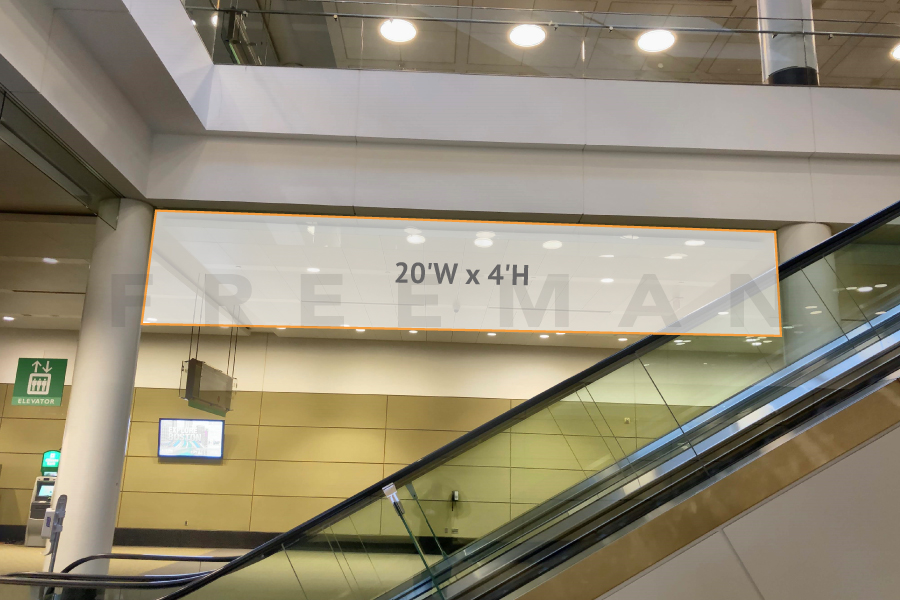 20'W x 4'H
FREEMAN
ELEVATOR